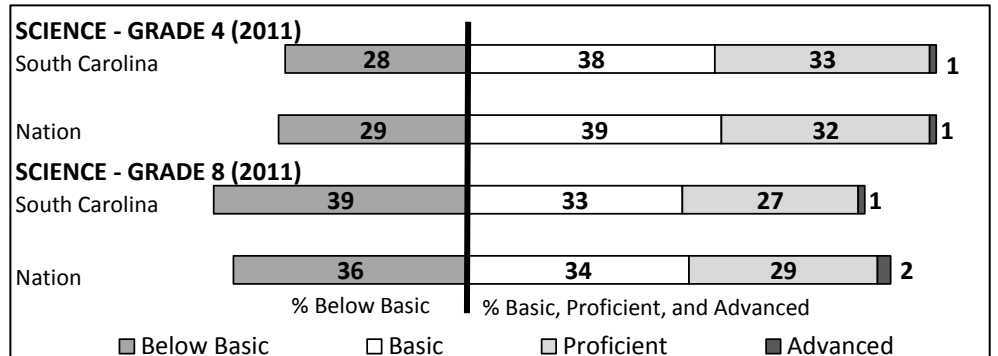 SCIENCE - GRADE 4 (2011)
South Carolina 28 38 33 1
Nation 29 39 32 1
SCIENCE - GRADE 8 (2011)
South Carolina 39 33 27 1
Nation 36 34 29 2
% Below Basic % Basic, Proficient, and Advanced
Below Basic Basic Proficient Advanced